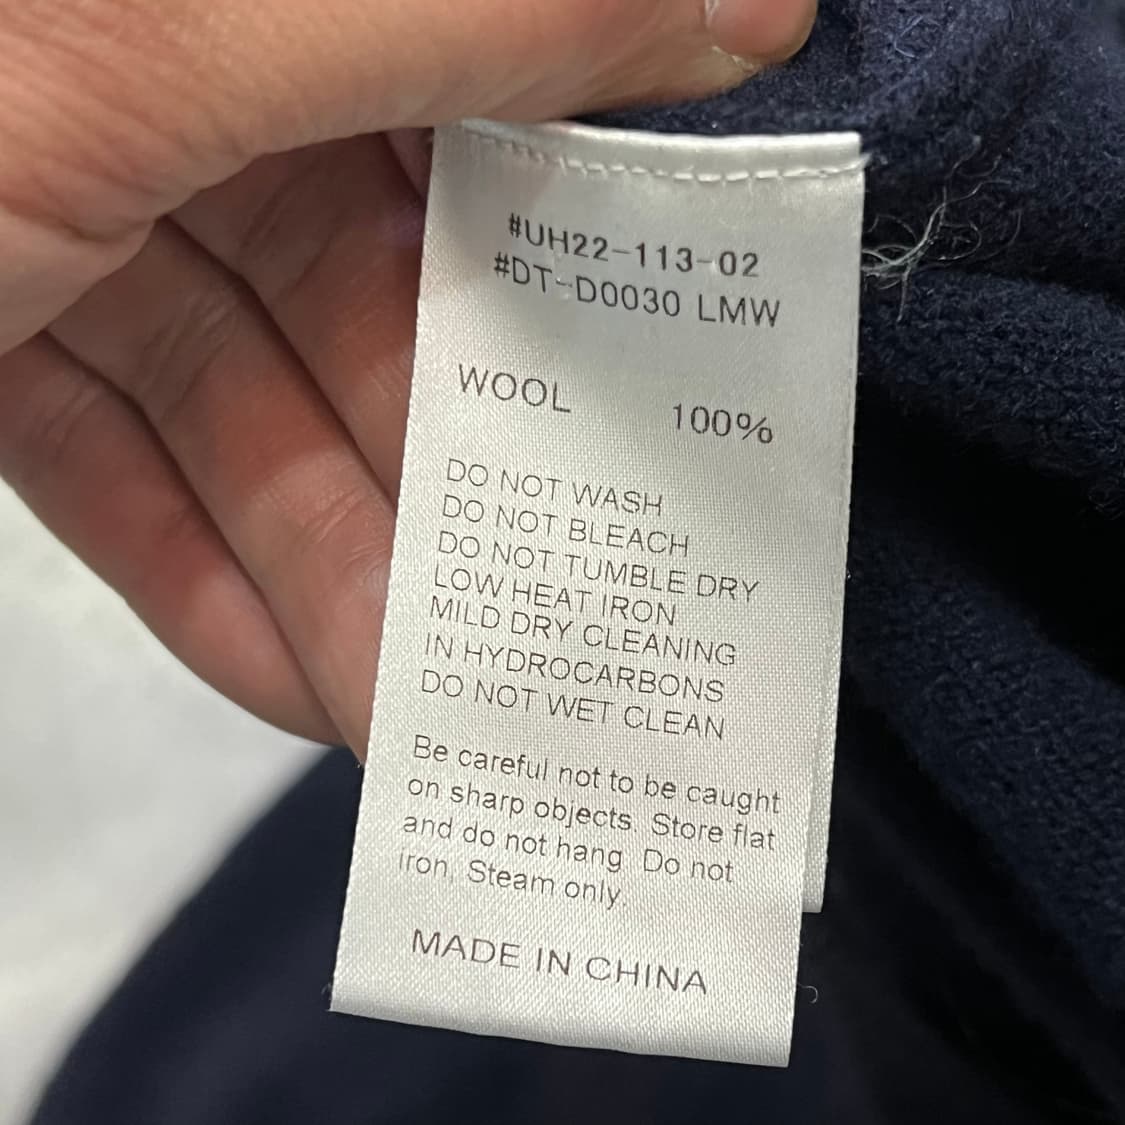 #UH22-113-02
#DT-D0030 LMW
WOOL 100%
DO NOT WASH
DO NOT BLEACH
DO NOT TUMBLE DRY
LOW HEAT IRON
MILD DRY CLEANING
IN HYDROCARBONS
DO NOT WET CLEAN
Be careful not to be caught
on sharp objects. Store flat
and do not hang. Do not
iron, Steam only.
MADE IN CHINA